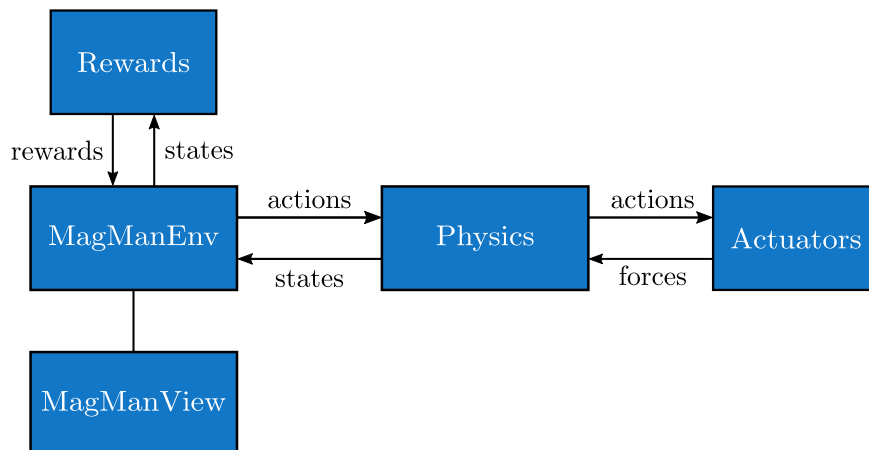 Rewards
rewards
states
MagManEnv
actions
states
Physics
actions
forces
Actuators
MagManView